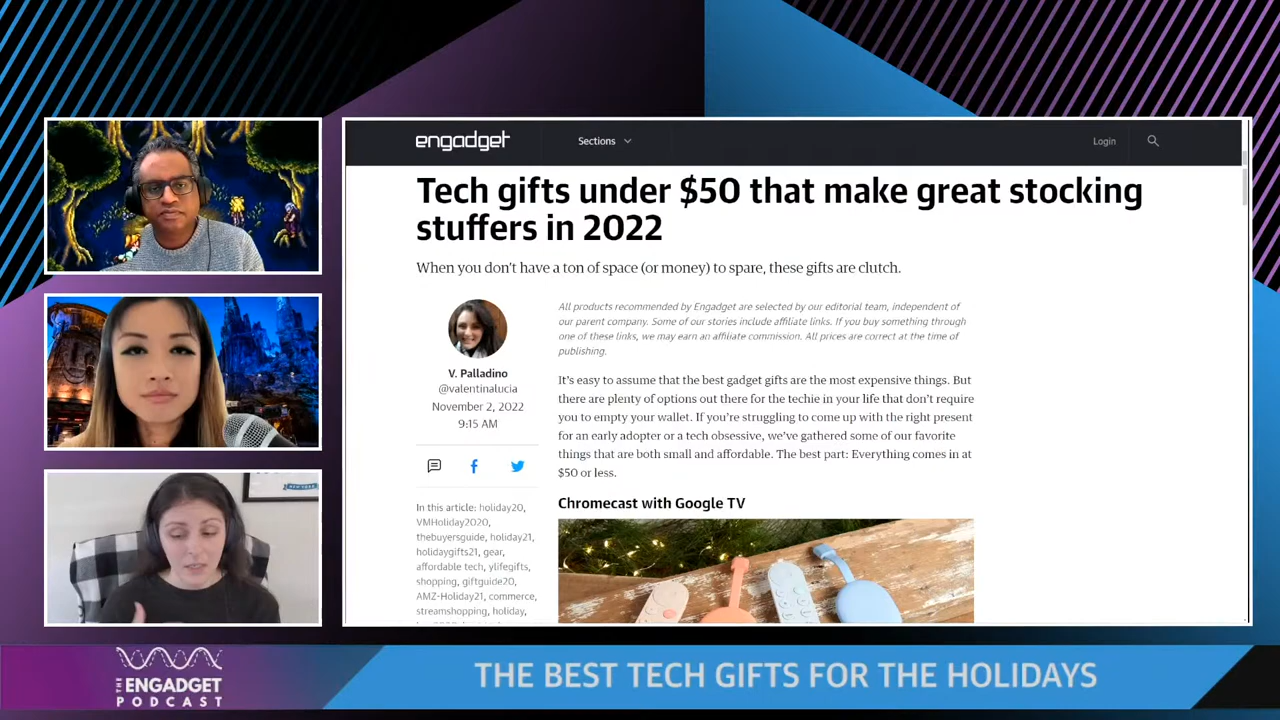 engadget
Sections
Login
Tech gifts under $50 that make great stocking
stuffers in 2022
When you don't have a ton of space (or money) to spare, these gifts are clutch.
All products recommended by Engadget are selected by our editorial team, independent of
our parent company. Some of our stories include affiliate links. If you buy something through
one of these links, we may earn an affiliate commission. All prices are correct at the time of
publishing.
V. Palladino
@valentinalucia
November 2, 2022
9:15 AM
It's easy to assume that the best gadget gifts are the most expensive things. But
there are plenty of options out there for the techie in your life that don't require
you to empty your wallet. If you're struggling to come up with the right present
for an early adopter or a tech obsessive, we've gathered some of our favorite
things that are both small and affordable. The best part: Everything comes in at
$50 or less.
In this article: holiday20,
VMHoliday2020,
thebuyersguide, holiday21,
holidaygifts21, gear,
affordable tech, ylifegifts,
shopping, giftguide20,
AMZ-Holiday21, commerce,
streamshopping, holiday,
Chromecast with Google TV
NEW YORK
THE
ENGADGET
PODCAST
THE BEST TECH GIFTS FOR THE HOLIDAYS